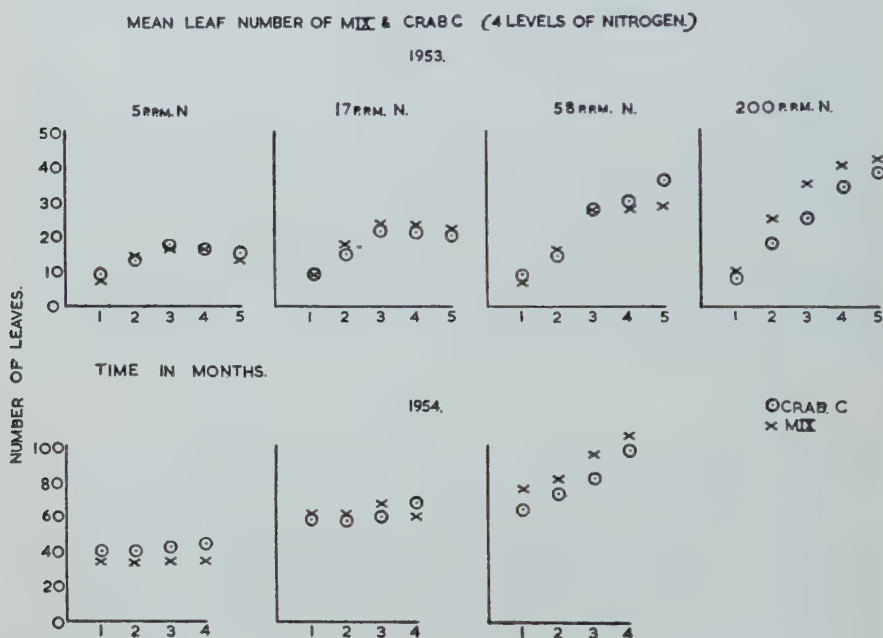 MEAN LEAF NUMBER OF MIX & CRAB C (4 LEVELS OF NITROGEN.)
1953.
5 P.P.M. N 17 P.P.M. N. 58 P.P.M. N. 200 P.P.M. N.
50
40
30
20
10
0
1 2 3 4 5 1 2 3 4 5 1 2 3 4 5 1 2 3 4 5
NUMBER OF LEAVES.
TIME IN MONTHS.
1954.
⊙ CRAB. C
× MIX
100
80
60
40
20
0
1 2 3 4 1 2 3 4 1 2 3 4